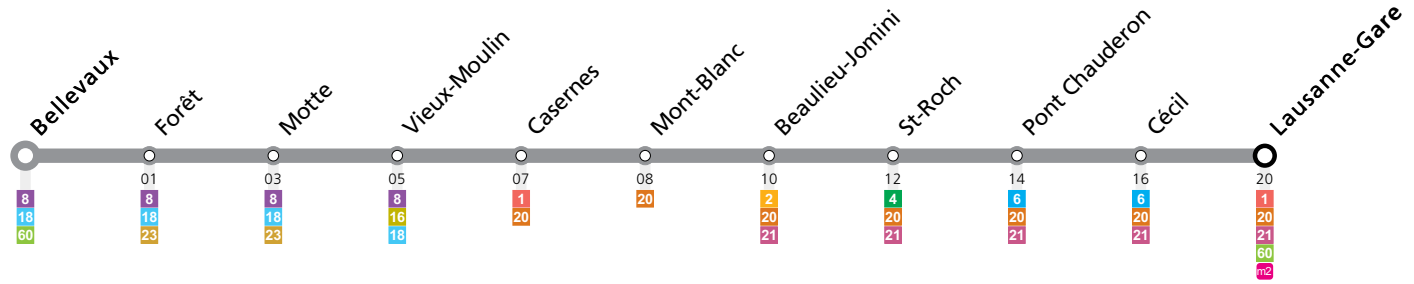 Bellevaux
Forêt
Motte
Vieux-Moulin
Casernes
Mont-Blanc
Beaulieu-Jomini
St-Roch
Pont Chauderon
Cécil
Lausanne-Gare
01 03 05 07 08 10 12 14 16 20
8 8 8 8 1 20 2 4 6 6 1
18 18 18 16 20 20 20 20 20 20
60 23 23 18 21 21 21 21 21
60
m2